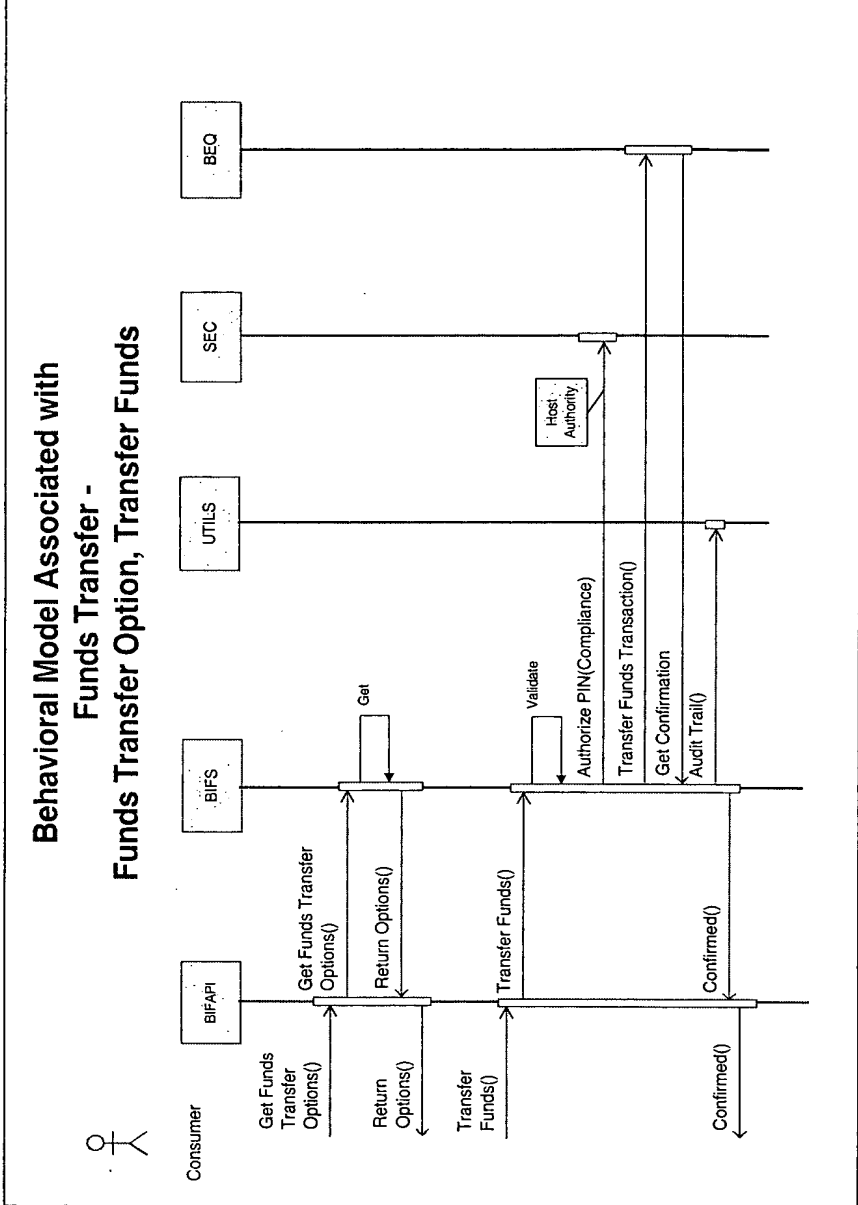 Behavioral Model Associated with
Funds Transfer -
Funds Transfer Option, Transfer Funds
Consumer
BIFAPI
BIFS
UTILS
SEC
BEQ
Get Funds
Transfer
Options()
Get Funds Transfer
Options()
Get
Return Options()
Return
Options()
Transfer
Funds()
Transfer Funds()
Validate
Host
Authority
Authorize PIN(Compliance)
Transfer Funds Transaction()
Get Confirmation
Audit Trail()
Confirmed()
Confirmed()